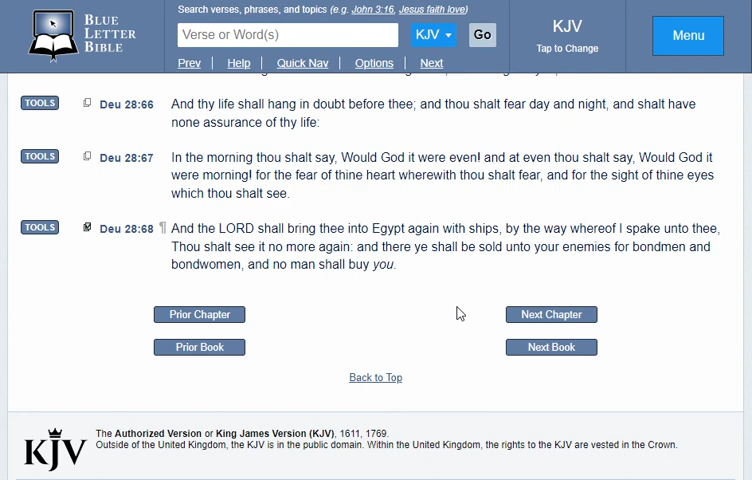 BLUE
LETTER
BIBLE
Search verses, phrases, and topics (e.g. John 3:16, Jesus faith love)
Verse or Word(s)
KJV
Go
Prev
Help
Quick Nav
Options
Next
KJV
Tap to Change
Menu
TOOLS
Deu 28:66
And thy life shall hang in doubt before thee; and thou shalt fear day and night, and shalt have
none assurance of thy life:
TOOLS
Deu 28:67
In the morning thou shalt say, Would God it were even! and at even thou shalt say, Would God it
were morning! for the fear of thine heart wherewith thou shalt fear, and for the sight of thine eyes
which thou shalt see.
TOOLS
Deu 28:68
¶ And the LORD shall bring thee into Egypt again with ships, by the way whereof I spake unto thee,
Thou shalt see it no more again: and there ye shall be sold unto your enemies for bondmen and
bondwomen, and no man shall buy you.
Prior Chapter
Next Chapter
Prior Book
Next Book
Back to Top
KJV
The Authorized Version or King James Version (KJV), 1611, 1769.
Outside of the United Kingdom, the KJV is in the public domain. Within the United Kingdom, the rights to the KJV are vested in the Crown.